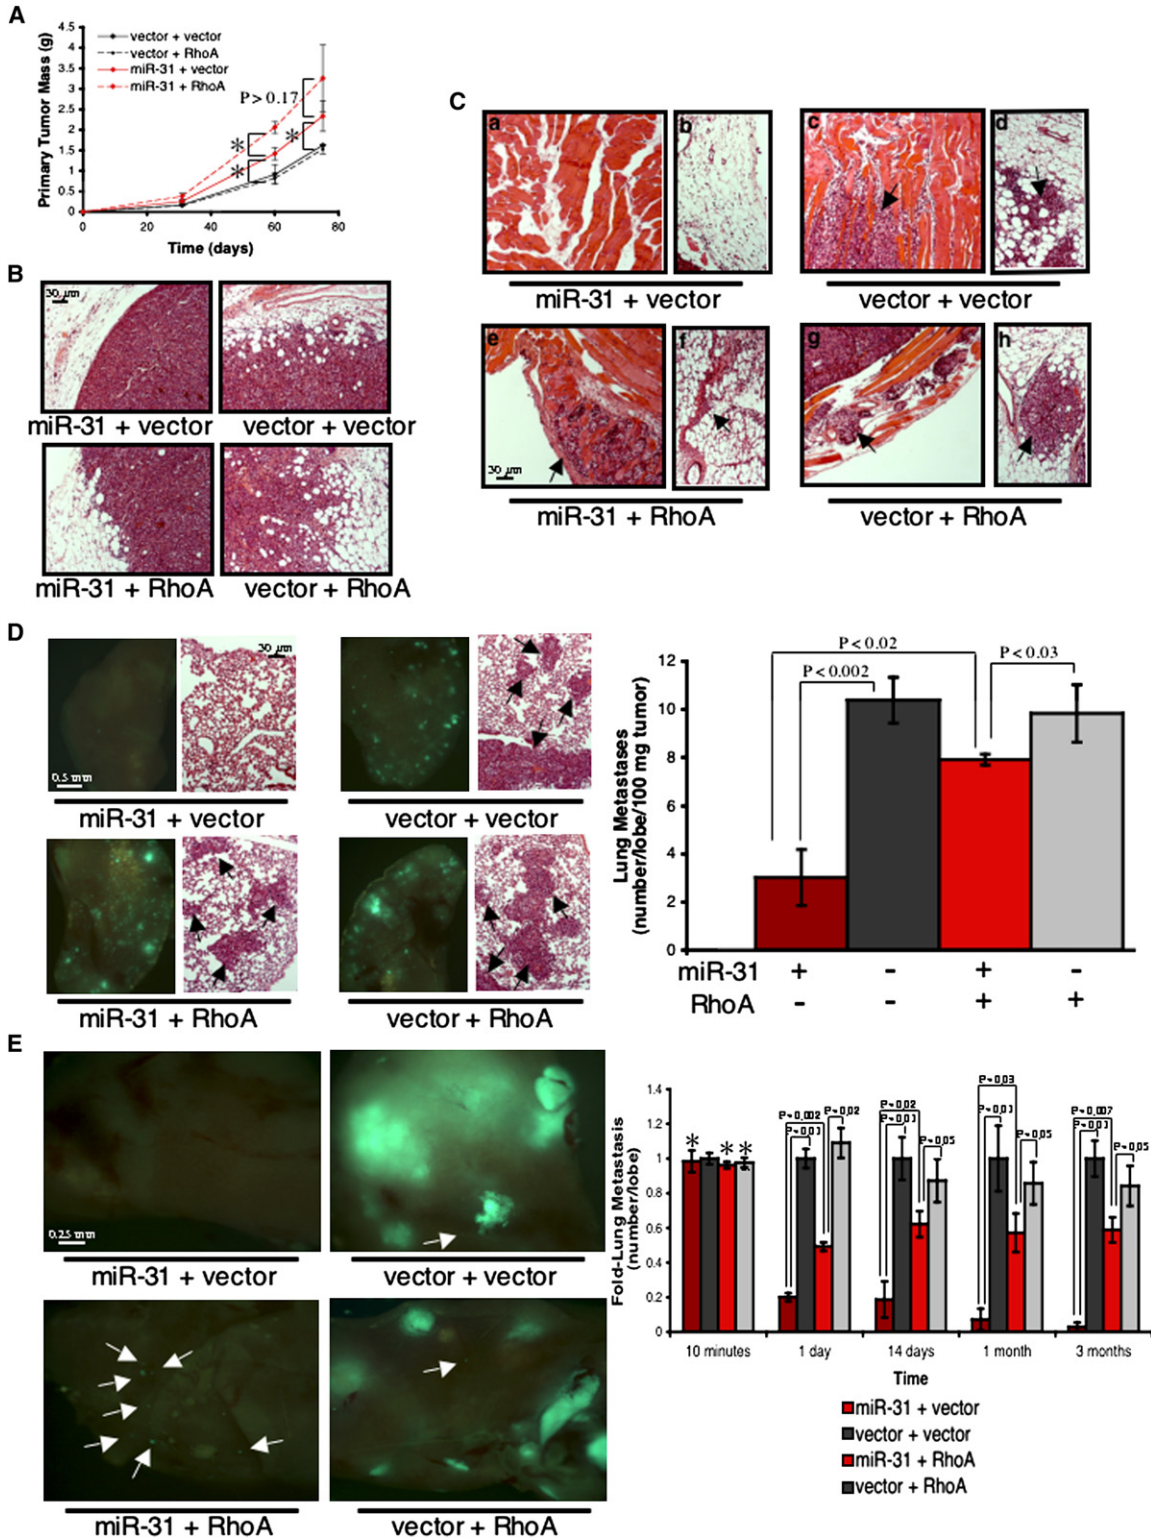 A
Primary Tumor Mass (g)
4.5
4
3.5
3
2.5
2
1.5
1
0.5
0
vector + vector
vector + RhoA
miR-31 + vector
miR-31 + RhoA
P > 0.17
*
*
*
0
20
40
60
80
Time (days)
B
30 µm
miR-31 + vector
vector + vector
miR-31 + RhoA
vector + RhoA
C
a
b
c
d
miR-31 + vector
vector + vector
e
f
g
h
30 µm
miR-31 + RhoA
vector + RhoA
D
0.5 mm
30 µm
miR-31 + vector
vector + vector
miR-31 + RhoA
vector + RhoA
Lung Metastases
(number/lobe/100 mg tumor)
12
10
8
6
4
2
0
P < 0.02
P < 0.002
P < 0.03
miR-31
+
-
+
-
RhoA
-
-
+
+
E
0.25 mm
miR-31 + vector
vector + vector
miR-31 + RhoA
vector + RhoA
Fold-Lung Metastasis
(number/lobe)
1.4
1.2
1
0.8
0.6
0.4
0.2
0
*
*
*
10 minutes
1 day
14 days
1 month
3 months
Time
miR-31 + vector
vector + vector
miR-31 + RhoA
vector + RhoA